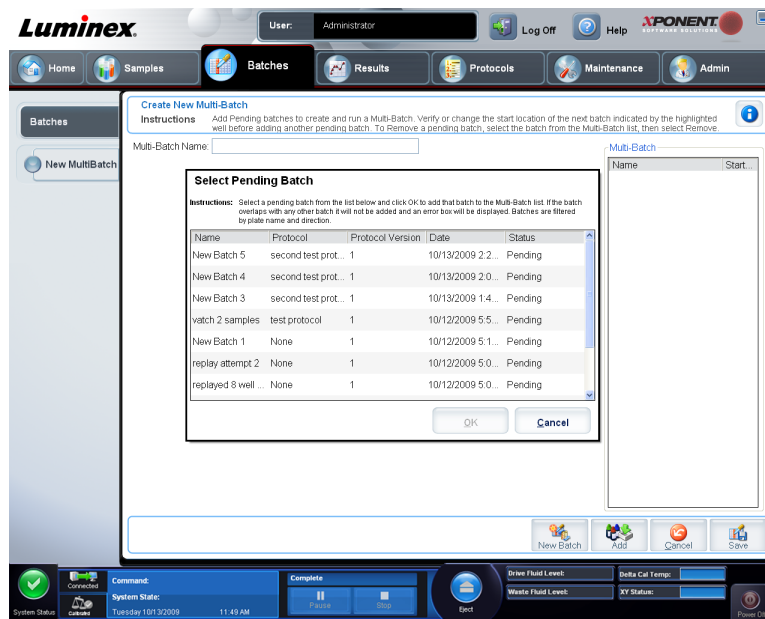 Luminex.
User: Administrator
Log Off
Help
XPONENT.
SOFTWARE SOLUTIONS
Home
Samples
Batches
Results
Protocols
Maintenance
Admin
Batches
New MultiBatch
Create New Multi-Batch
Instructions Add Pending batches to create and run a Multi-Batch. Verify or change the start location of the next batch indicated by the highlighted
well before adding another pending batch. To Remove a pending batch, select the batch from the Multi-Batch list, then select Remove.
Multi-Batch Name:
Multi-Batch
Name Start...
Select Pending Batch
Instructions: Select a pending batch from the list below and click OK to add that batch to the Multi-Batch list. If the batch
overlaps with any other batch it will not be added and an error box will be displayed. Batches are filtered
by plate name and direction.
Name Protocol Protocol Version Date Status
New Batch 5 second test prot... 1 10/13/2009 2:2... Pending
New Batch 4 second test prot... 1 10/13/2009 2:0... Pending
New Batch 3 second test prot... 1 10/13/2009 1:4... Pending
vatch 2 samples test protocol 1 10/12/2009 5:5... Pending
New Batch 1 None 1 10/12/2009 5:1... Pending
replay attempt 2 None 1 10/12/2009 5:0... Pending
replayed 8 well ... None 1 10/12/2009 5:0... Pending
OK
Cancel
New Batch
Add
Cancel
Save
System Status
Connected
Calibrated
Command:
System State:
Tuesday 10/13/2009 11:49 AM
Complete
Pause
Stop
Eject
Drive Fluid Level:
Waste Fluid Level:
Delta Cal Temp:
XY Status:
Power Of